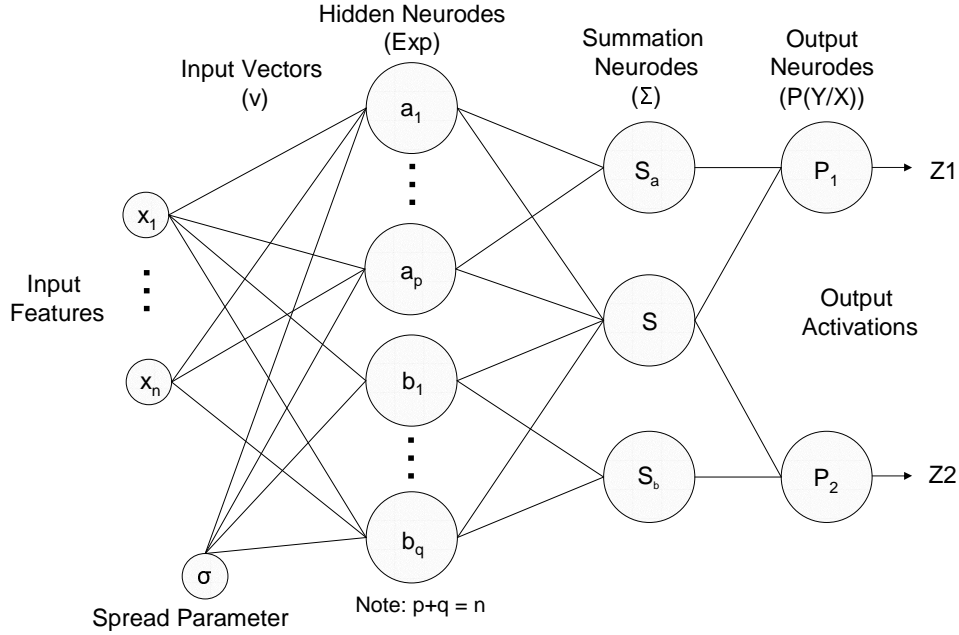 Hidden Neurodes
(Exp)
Input Vectors
(v)
Summation
Neurodes
(Σ)
Output
Neurodes
(P(Y/X))
a1
Sa
P1
Z1
x1
ap
Input
Features
S
Output
Activations
xn
b1
Sb
P2
Z2
bq
σ
Spread Parameter
Note: p+q = n